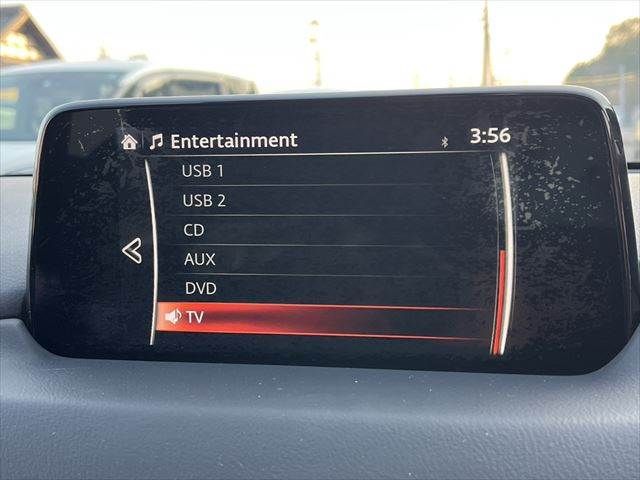 Entertainment
3:56
USB 1
USB 2
CD
AUX
DVD
TV